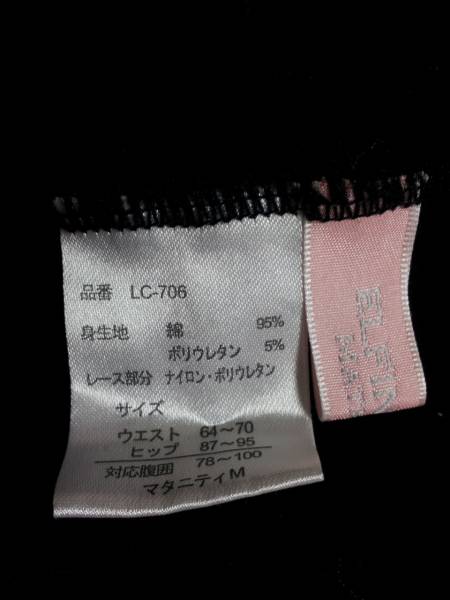 品番 LC-706
身生地 綿 95%
ポリウレタン 5%
レース部分 ナイロン・ポリウレタン
サイズ
ウエスト 64～70
ヒップ 87～95
対応腹囲 78～100
マタニティM